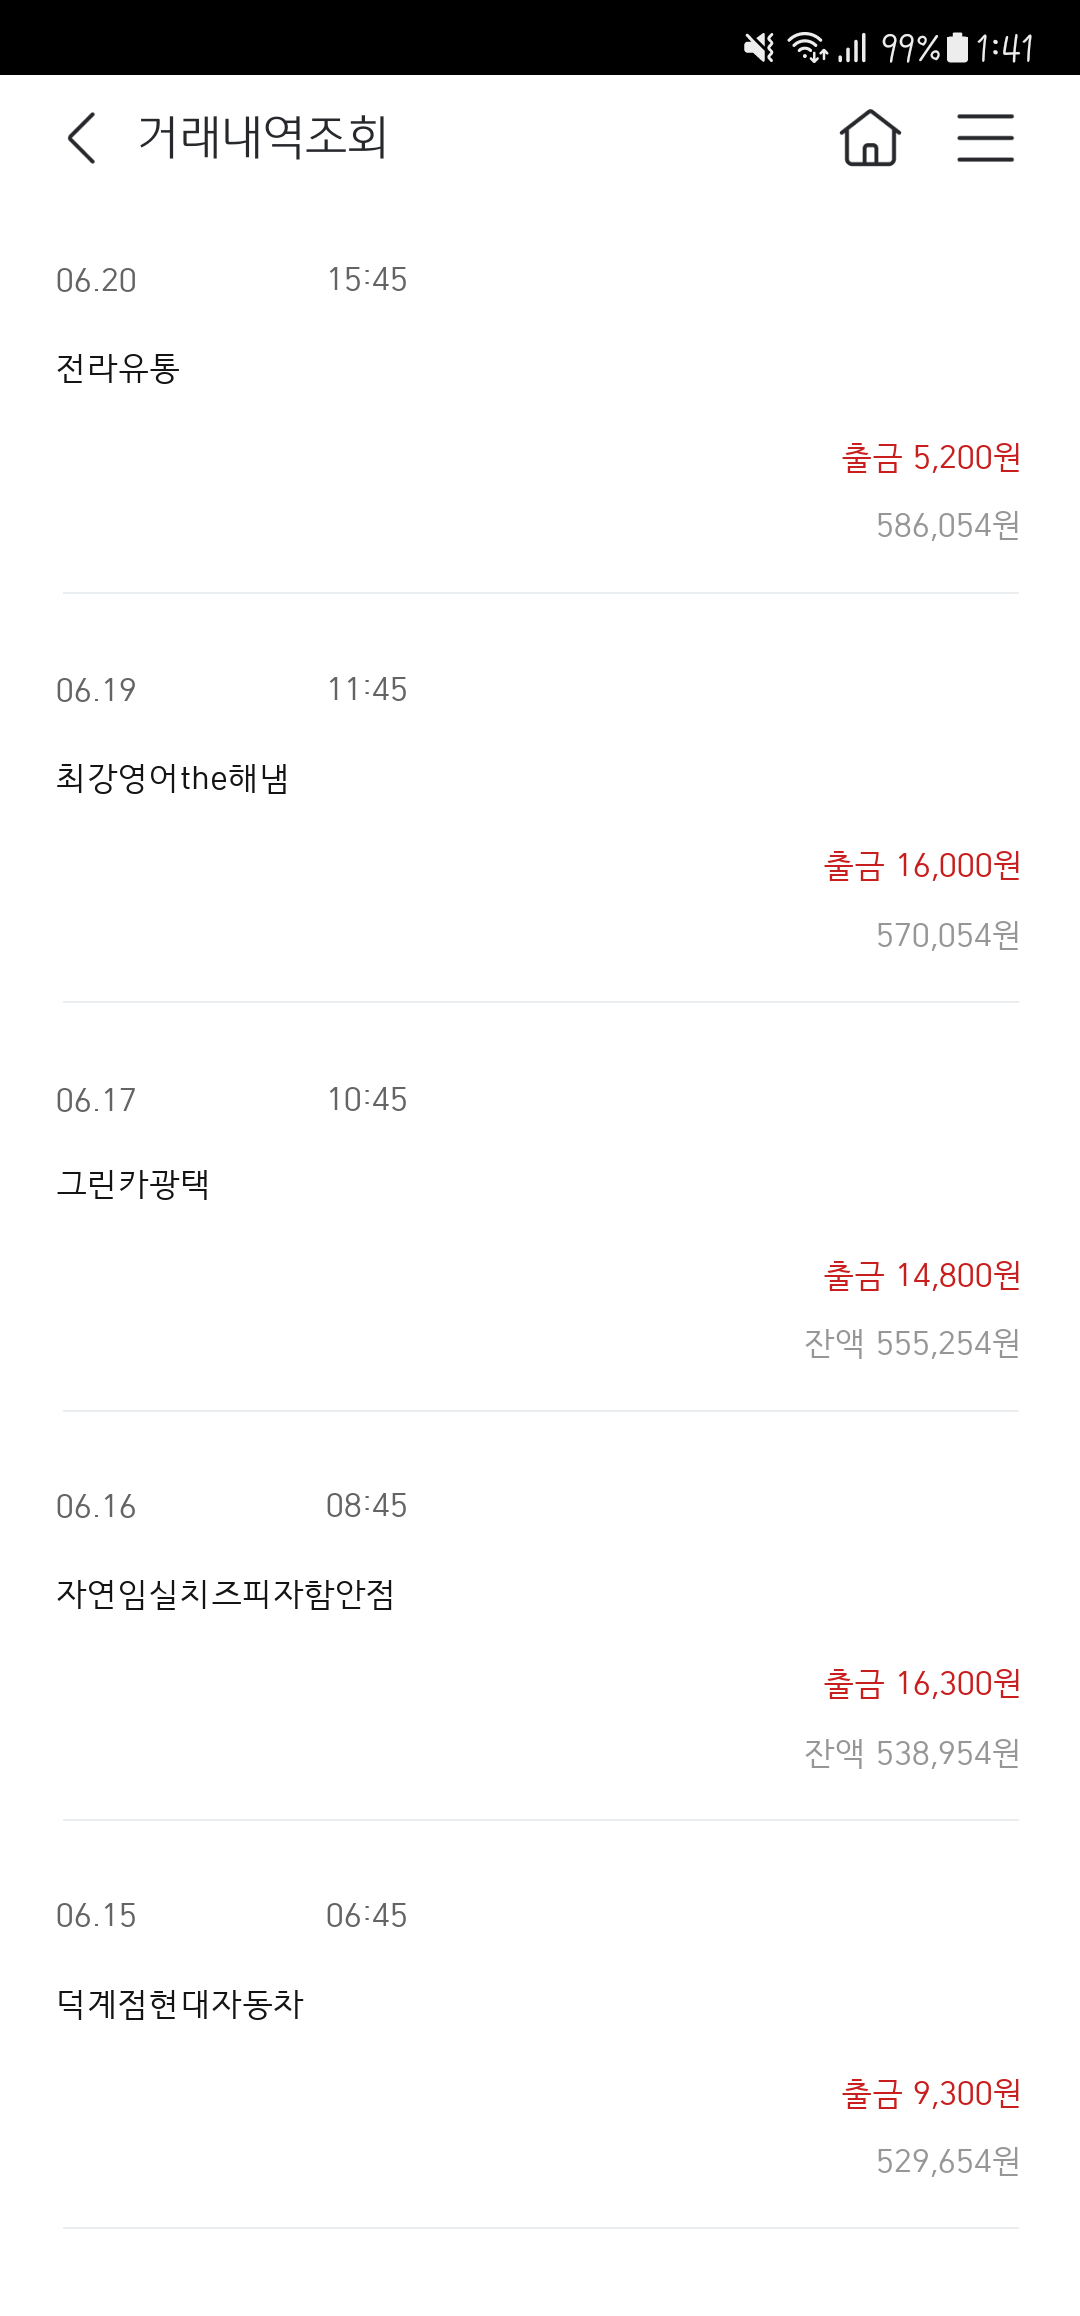 99% 1:41
거래내역조회
06.20 15:45
전라유통
출금 5,200원
586,054원
06.19 11:45
최강영어the해냄
출금 16,000원
570,054원
06.17 10:45
그린카광택
출금 14,800원
잔액 555,254원
06.16 08:45
자연임실치즈피자함안점
출금 16,300원
잔액 538,954원
06.15 06:45
덕계점현대자동차
출금 9,300원
529,654원